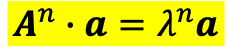 𝑨ⁿ · 𝒂 = λⁿ𝒂